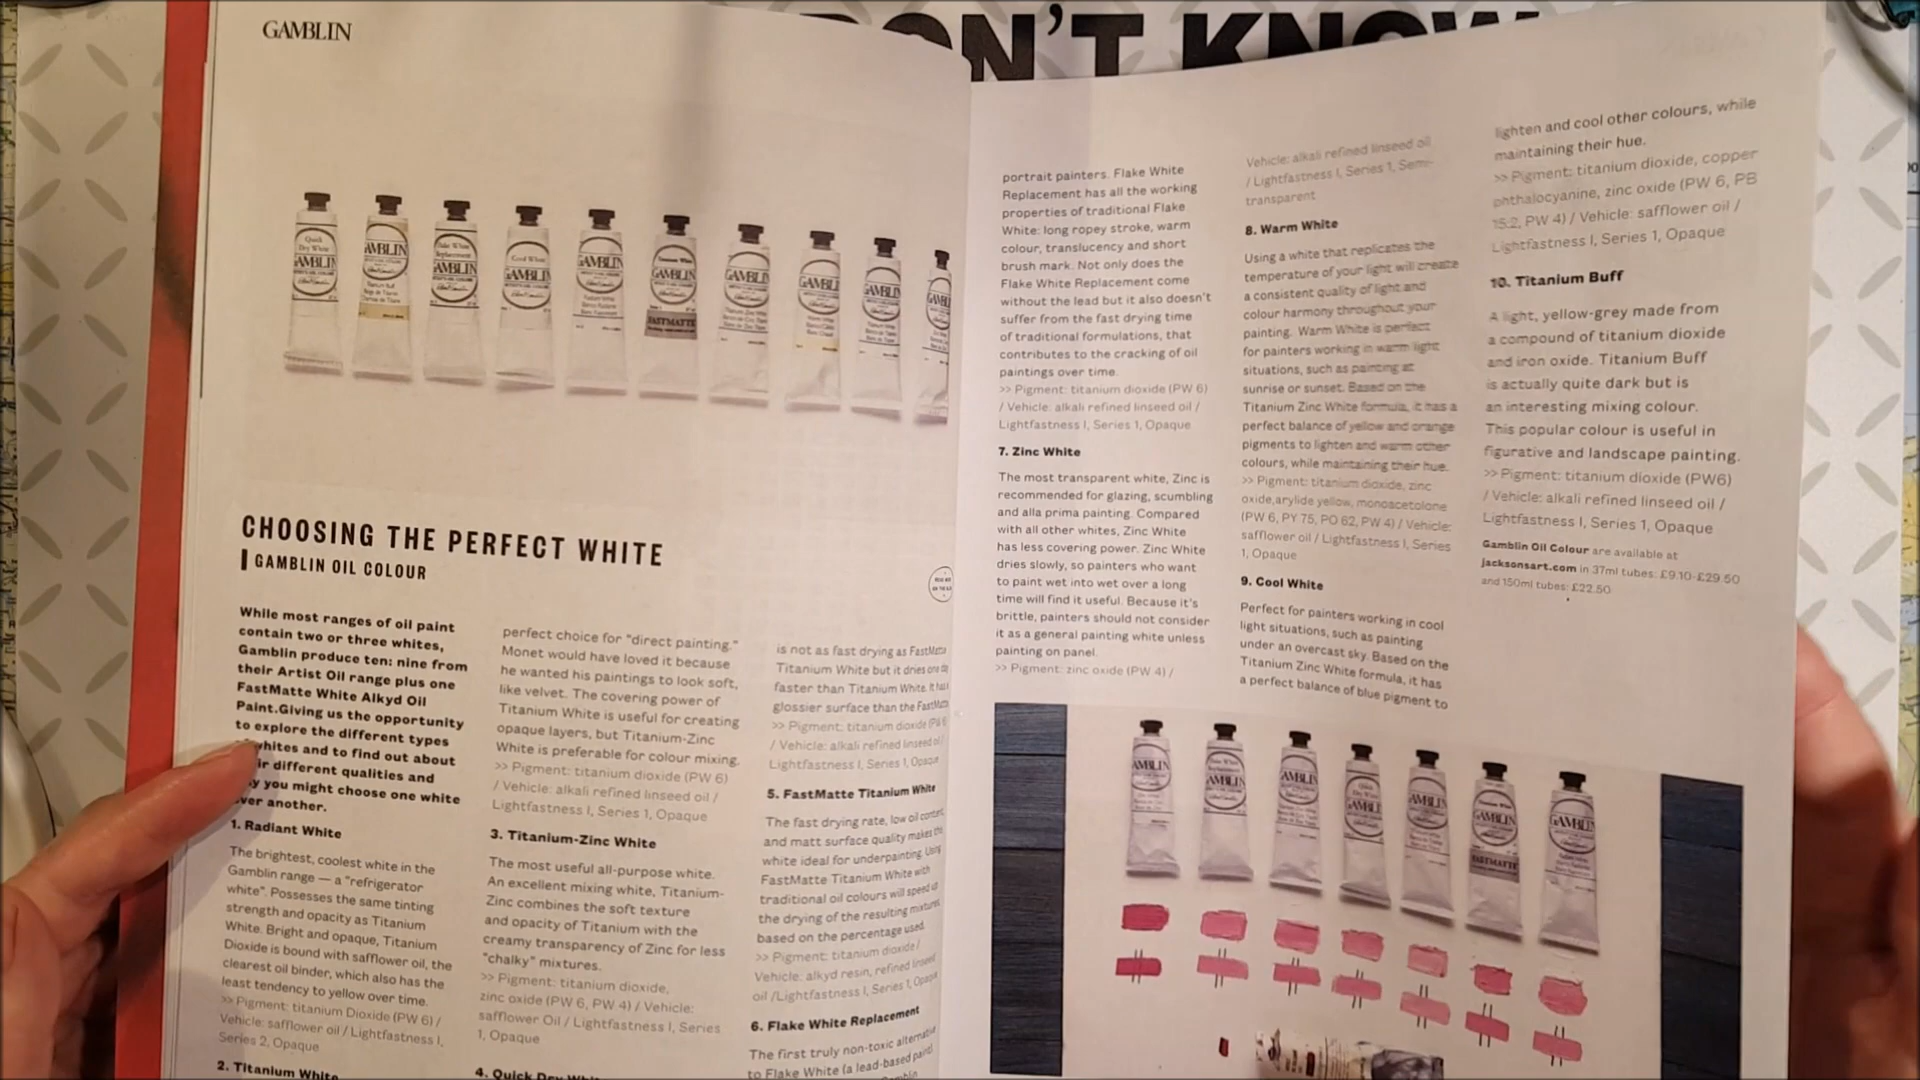 GAMBLIN
ON'T KNOW
CHOOSING THE PERFECT WHITE
GAMBLIN OIL COLOUR
While most ranges of oil paint
contain two or three whites,
Gamblin produce ten: nine from
their Artist Oil range plus one
FastMatte White Alkyd Oil
Paint.Giving us the opportunity
to explore the different types
whites and to find out about
different qualities and
you might choose one white
another.
1. Radiant White
The brightest, coolest white in the
Gamblin range — a "refrigerator
white". Possesses the same tinting
strength and opacity as Titanium
White. Bright and opaque, Titanium
Dioxide is bound with safflower oil, the
clearest oil binder, which also has the
least tendency to yellow over time.
>> Pigment: titanium Dioxide (PW 6) /
Vehicle: safflower oil / Lightfastness I,
Series 2, Opaque
2. Titanium White
perfect choice for "direct painting."
Monet would have loved it because
he wanted his paintings to look soft,
like velvet. The covering power of
Titanium White is useful for creating
opaque layers, but Titanium-Zinc
White is preferable for colour mixing.
>> Pigment: titanium dioxide (PW 6)
/ Vehicle: alkali refined linseed oil /
Lightfastness I, Series 1, Opaque
3. Titanium-Zinc White
The most useful all-purpose white.
An excellent mixing white, Titanium-
Zinc combines the soft texture
and opacity of Titanium with the
creamy transparency of Zinc for less
"chalky" mixtures.
>> Pigment: titanium dioxide,
zinc oxide (PW 6, PW 4) / Vehicle:
safflower Oil / Lightfastness I, Series
1, Opaque
4. Quick Dry
is not as fast drying as FastMatte
Titanium White but it dries one day
faster than Titanium White. It has
glossier surface than the FastMatte
>> Pigment: titanium dioxide (PW 6)
/ Vehicle: alkali refined linseed oil /
Lightfastness I, Series 1, Opaque
5. FastMatte Titanium White
The fast drying rate, low oil content
and matt surface quality makes this
white ideal for underpainting. Using
FastMatte Titanium White with
traditional oil colours will speed up
the drying of the resulting mixtures
based on the percentage used.
>> Pigment: titanium dioxide /
Vehicle: alkyd resin, refined linseed
oil /Lightfastness I, Series 1, Opaque
6. Flake White Replacement
The first truly non-toxic alternative
to Flake White (a lead-based paint)
portrait painters. Flake White
Replacement has all the working
properties of traditional Flake
White: long ropey stroke, warm
colour, translucency and short
brush mark. Not only does the
Flake White Replacement come
without the lead but it also doesn't
suffer from the fast drying time
of traditional formulations, that
contributes to the cracking of oil
paintings over time.
>> Pigment: titanium dioxide (PW 6)
/ Vehicle: alkali refined linseed oil /
Lightfastness I, Series 1, Opaque
7. Zinc White
The most transparent white, Zinc is
recommended for glazing, scumbling
and alla prima painting. Compared
with all other whites, Zinc White
has less covering power. Zinc White
dries slowly, so painters who want
to paint wet into wet over a long
time will find it useful. Because it's
brittle, painters should not consider
it as a general painting white unless
painting on panel.
>> Pigment: zinc oxide (PW 4) /
Vehicle: alkali refined linseed oil
/ Lightfastness I, Series 1, Semi-
transparent
8. Warm White
Using a white that replicates the
temperature of your light will create
a consistent quality of light and
colour harmony throughout your
painting. Warm White is perfect
for painters working in warm light
situations, such as painting at
sunrise or sunset. Based on the
Titanium Zinc White formula, it has a
perfect balance of yellow and orange
pigments to lighten and warm other
colours, while maintaining their hue.
>> Pigment: titanium dioxide, zinc
oxide,arylide yellow, monoacetolone
(PW 6, PY 75, PO 62, PW 4) / Vehicle:
safflower oil / Lightfastness I, Series
1, Opaque
9. Cool White
Perfect for painters working in cool
light situations, such as painting
under an overcast sky. Based on the
Titanium Zinc White formula, it has
a perfect balance of blue pigment to
lighten and cool other colours, while
maintaining their hue.
>> Pigment: titanium dioxide, copper
phthalocyanine, zinc oxide (PW 6, PB
15:2, PW 4) / Vehicle: safflower oil /
Lightfastness I, Series 1, Opaque
10. Titanium Buff
A light, yellow-grey made from
a compound of titanium dioxide
and iron oxide. Titanium Buff
is actually quite dark but is
an interesting mixing colour.
This popular colour is useful in
figurative and landscape painting.
>> Pigment: titanium dioxide (PW6)
/ Vehicle: alkali refined linseed oil /
Lightfastness I, Series 1, Opaque
Gamblin Oil Colour are available at
jacksonsart.com in 37ml tubes: £9.10-£29.50
and 150ml tubes: £22.50